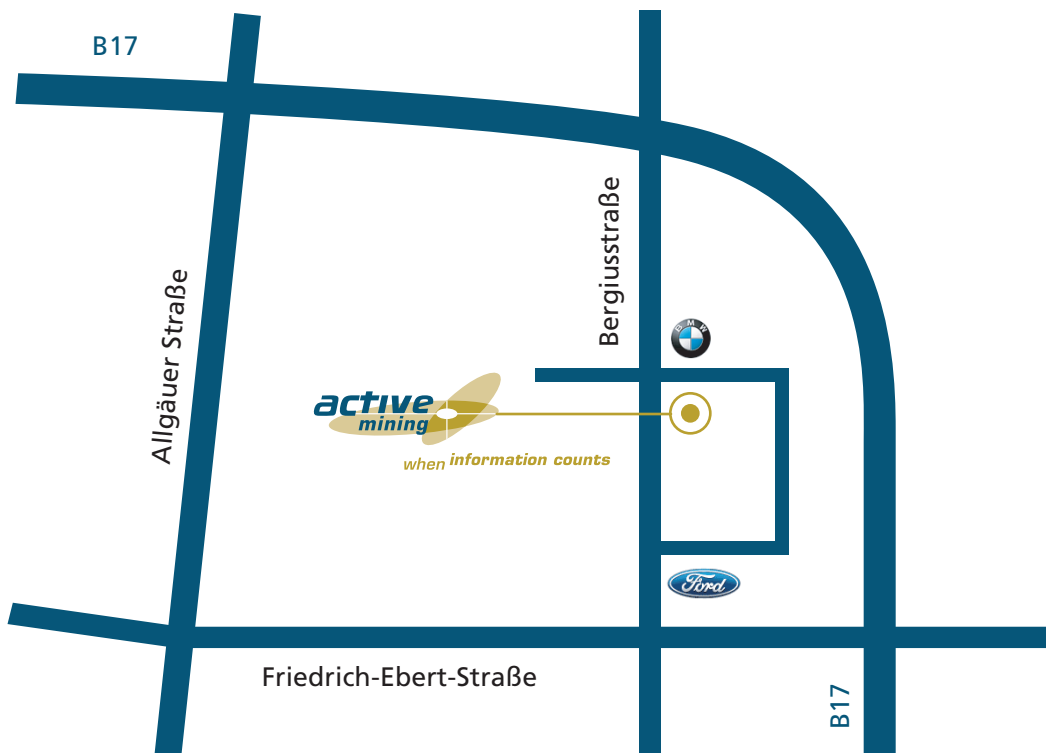 B17
Bergiusstraße
Allgäuer Straße
BMW
active
mining
when information counts
Ford
Friedrich-Ebert-Straße
B17